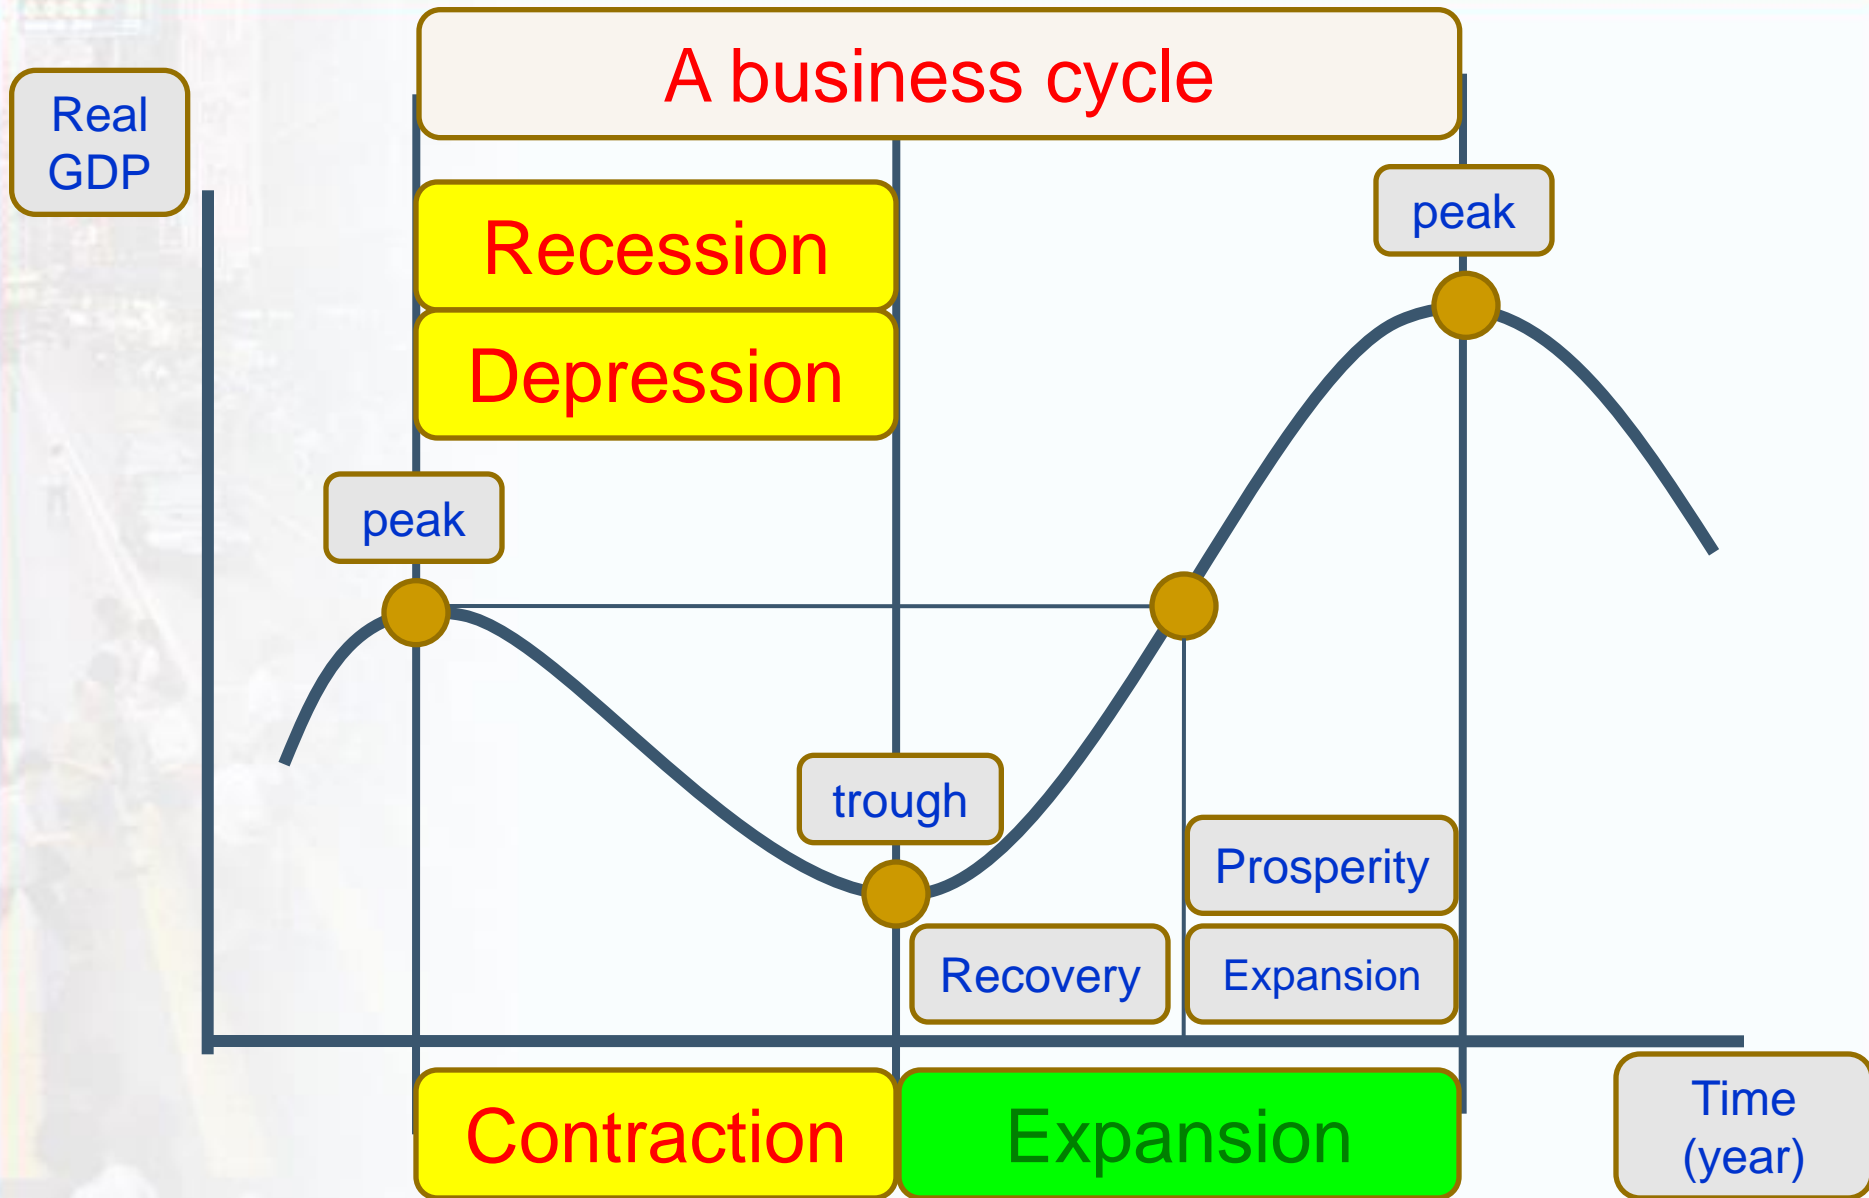 A business cycle
Real
GDP
peak
Recession
Depression
peak
trough
Prosperity
Recovery
Expansion
Contraction
Expansion
Time
(year)